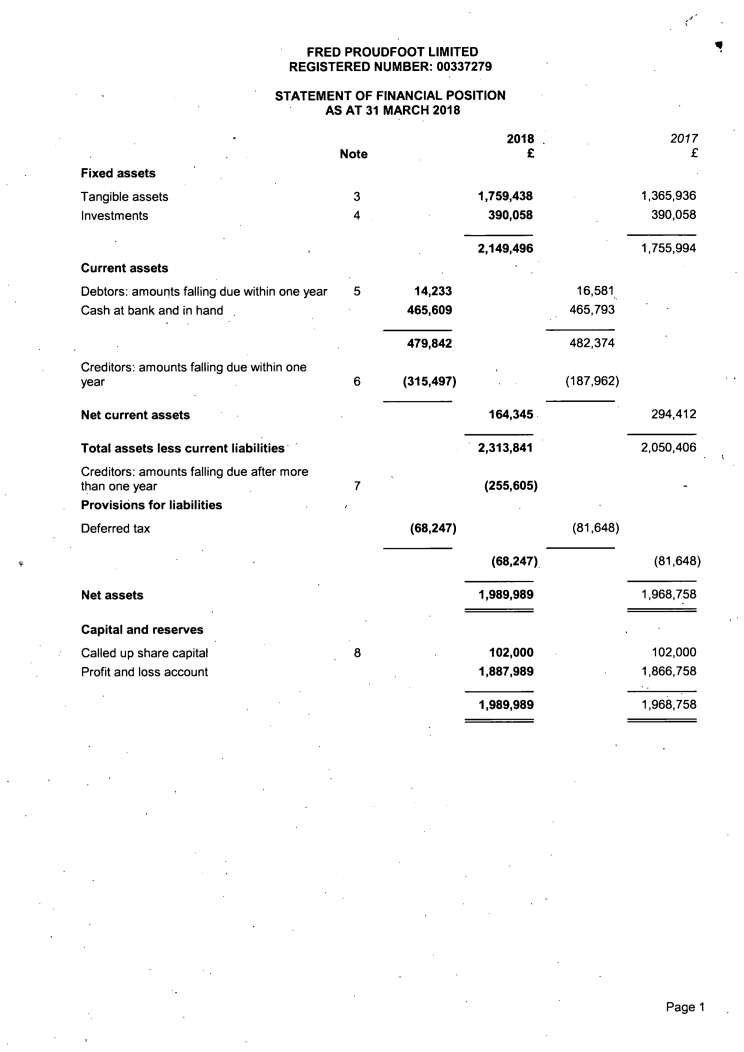 FRED PROUDFOOT LIMITED
REGISTERED NUMBER: 00337279
STATEMENT OF FINANCIAL POSITION
AS AT 31 MARCH 2018
2018 2017
Note £ £
Fixed assets
Tangible assets 3 1,759,438 1,365,936
Investments 4 390,058 390,058
2,149,496 1,755,994
Current assets
Debtors: amounts falling due within one year 5 14,233 16,581
Cash at bank and in hand 465,609 465,793
479,842 482,374
Creditors: amounts falling due within one
year 6 (315,497) (187,962)
Net current assets 164,345 294,412
Total assets less current liabilities 2,313,841 2,050,406
Creditors: amounts falling due after more
than one year 7 (255,605) -
Provisions for liabilities
Deferred tax (68,247) (81,648)
(68,247) (81,648)
Net assets 1,989,989 1,968,758
Capital and reserves
Called up share capital 8 102,000 102,000
Profit and loss account 1,887,989 1,866,758
1,989,989 1,968,758
Page 1